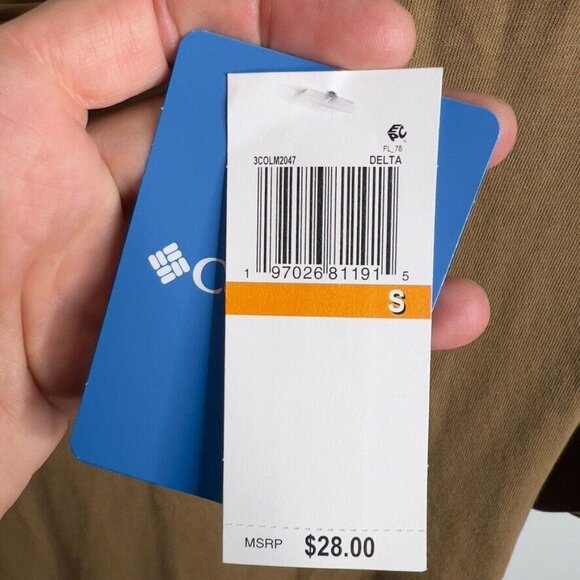 FL_78
3COLM2047 DELTA
1 97026 81191 5
S
C
MSRP $28.00